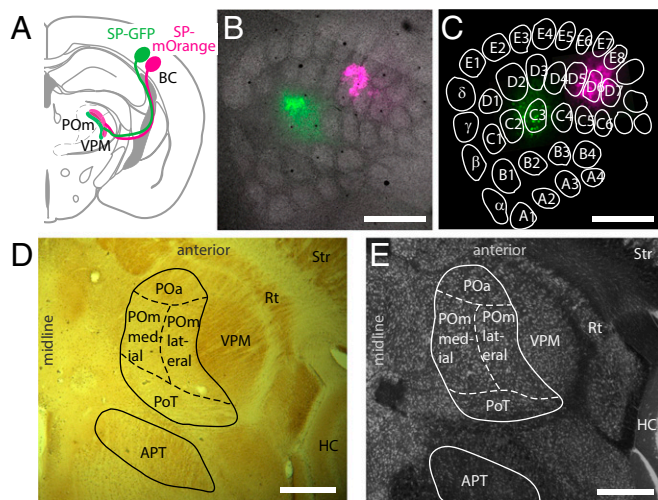 A
SP-GFP
SP-
mOrange
BC
POm
VPM
B
C
E1 E2 E3 E4 E5 E6 E7 E8
δ D1 D2 D3 D4 D5 D6 D7
γ C1 C2 C3 C4 C5 C6
β B1 B2 B3 B4
α A1 A2 A3 A4
D
anterior
Str
POa
Rt
midline
POm
med-
ial
POm
lat-
eral
VPM
PoT
APT
HC
E
anterior
Str
POa
Rt
midline
POm
med-
ial
POm
lat-
eral
VPM
PoT
APT
HC